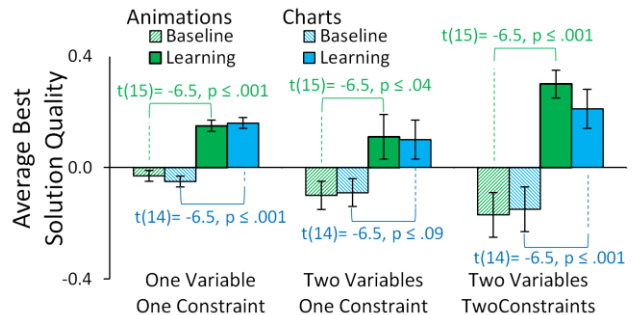 Animations
Charts
Baseline
Baseline
Learning
Learning
0.4
0.0
-0.4
Average Best
Solution Quality
t(15)= -6.5, p ≤ .001
t(15)= -6.5, p ≤ .04
t(15)= -6.5, p ≤ .001
t(14)= -6.5, p ≤ .001
t(14)= -6.5, p ≤ .09
t(14)= -6.5, p ≤ .001
One Variable
One Constraint
Two Variables
One Constraint
Two Variables
TwoConstraints